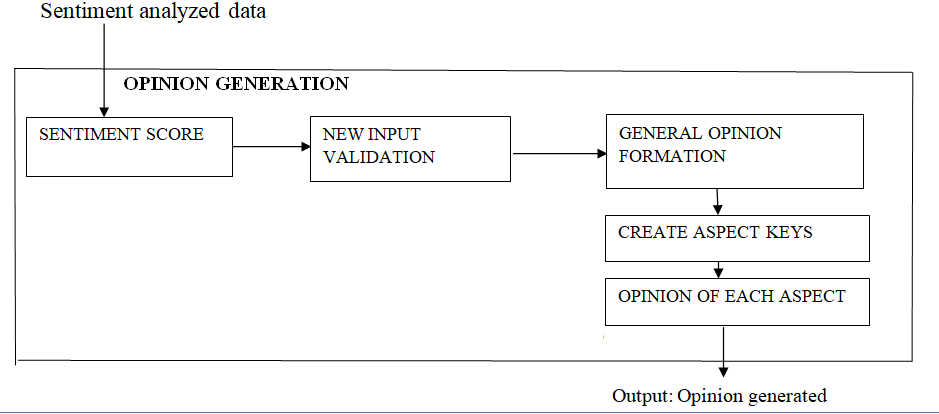 Sentiment analyzed data
OPINION GENERATION
SENTIMENT SCORE
NEW INPUT
VALIDATION
GENERAL OPINION
FORMATION
CREATE ASPECT KEYS
OPINION OF EACH ASPECT
Output: Opinion generated